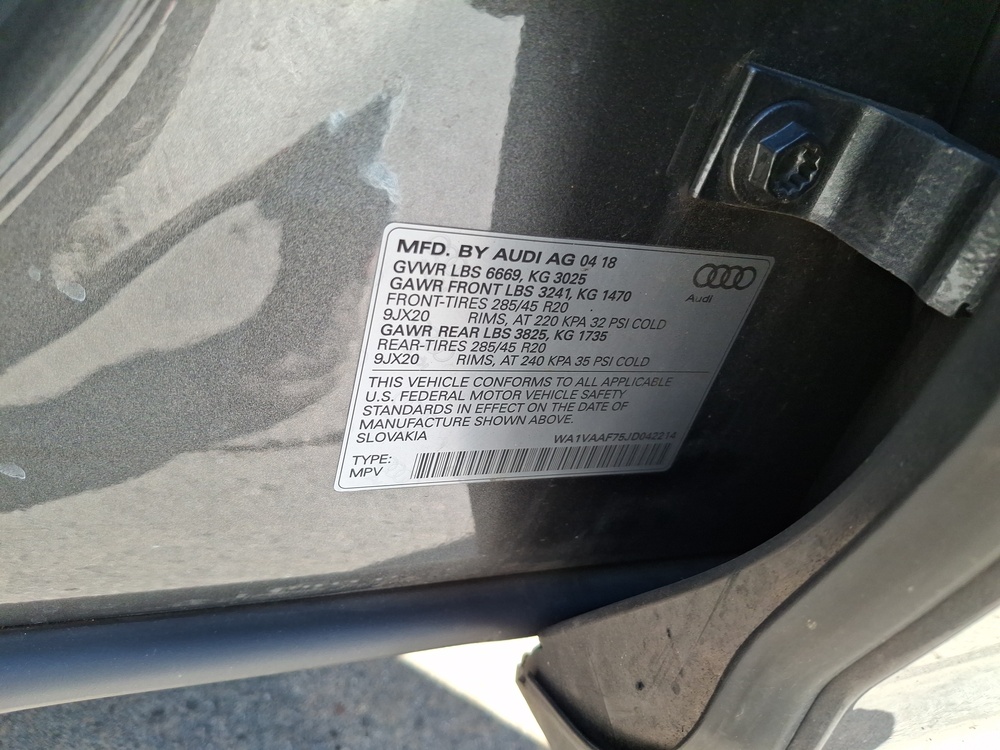 MFD. BY AUDI AG 04 18
GVWR LBS 6669, KG 3025
GAWR FRONT LBS 3241, KG 1470
FRONT-TIRES 285/45 R20
9JX20 RIMS, AT 220 KPA 32 PSI COLD
GAWR REAR LBS 3825, KG 1735
REAR-TIRES 285/45 R20
9JX20 RIMS, AT 240 KPA 35 PSI COLD
Audi
THIS VEHICLE CONFORMS TO ALL APPLICABLE
U.S. FEDERAL MOTOR VEHICLE SAFETY
STANDARDS IN EFFECT ON THE DATE OF
MANUFACTURE SHOWN ABOVE.
SLOVAKIA WA1VAAF75JD042214
TYPE:
MPV